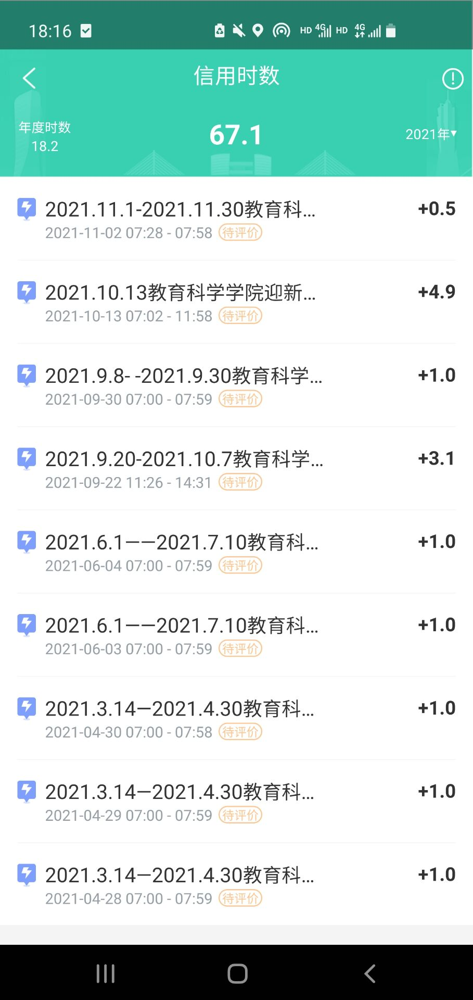 18:16
HD 4G HD 4G
信用时数
年度时数
18.2
67.1
2021年
2021.11.1-2021.11.30教育科...
+0.5
2021-11-02 07:28 - 07:58 待评价
2021.10.13教育科学学院迎新...
+4.9
2021-10-13 07:02 - 11:58 待评价
2021.9.8- -2021.9.30教育科学...
+1.0
2021-09-30 07:00 - 07:59 待评价
2021.9.20-2021.10.7教育科学...
+3.1
2021-09-22 11:26 - 14:31 待评价
2021.6.1——2021.7.10教育科...
+1.0
2021-06-04 07:00 - 07:59 待评价
2021.6.1——2021.7.10教育科...
+1.0
2021-06-03 07:00 - 07:59 待评价
2021.3.14—2021.4.30教育科...
+1.0
2021-04-30 07:00 - 07:58 待评价
2021.3.14—2021.4.30教育科...
+1.0
2021-04-29 07:00 - 07:59 待评价
2021.3.14—2021.4.30教育科...
+1.0
2021-04-28 07:00 - 07:59 待评价